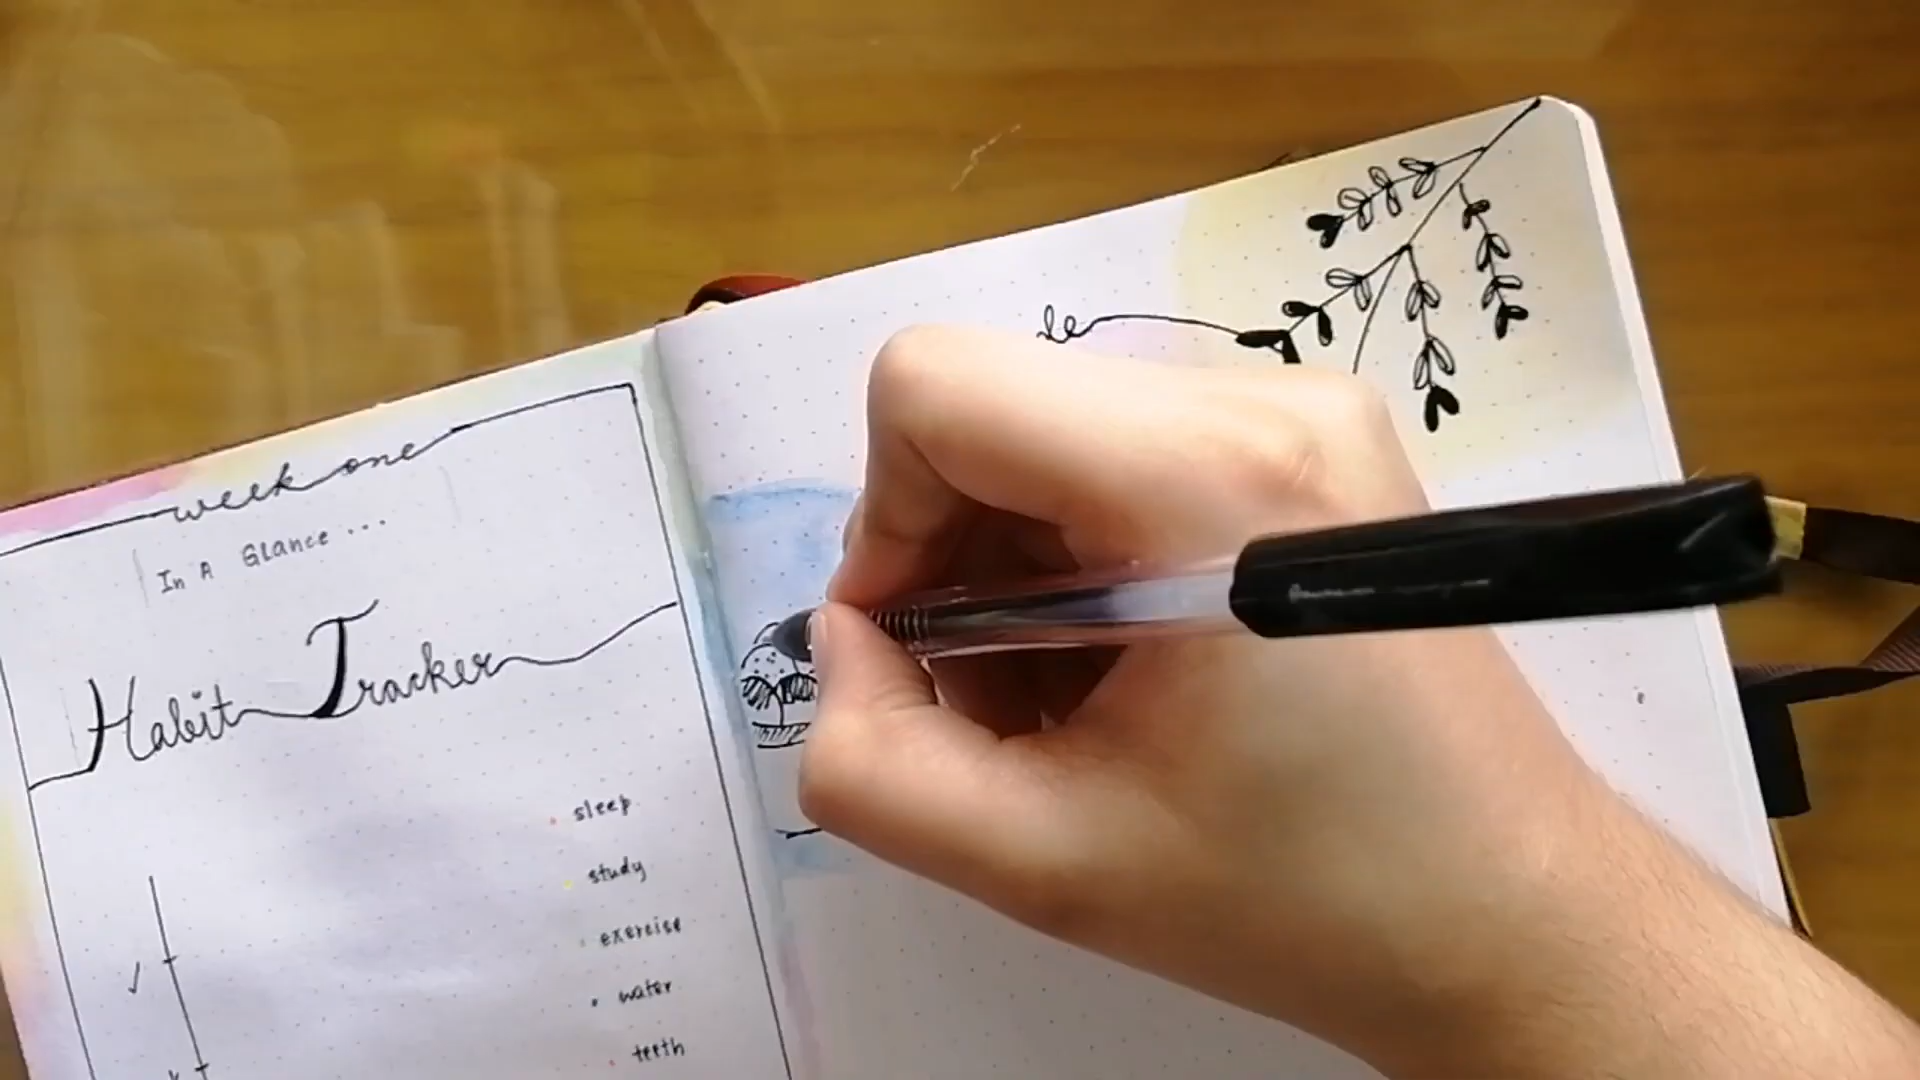 week one
In A Glance ...
Habit Tracker
sleep
study
exercise
water
teeth